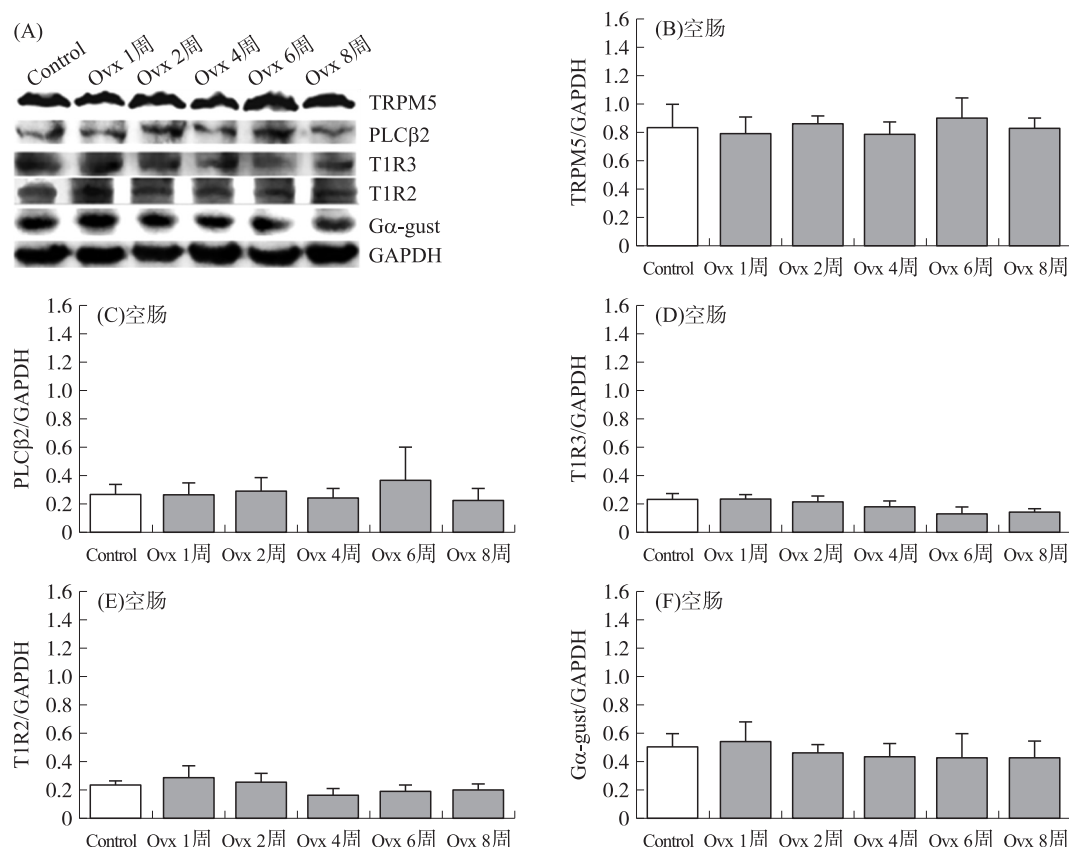 (A)
Control Ovx 1周 Ovx 2周 Ovx 4周 Ovx 6周 Ovx 8周
TRPM5
PLCβ2
T1R3
T1R2
Gα-gust
GAPDH
(B)空肠
TRPM5/GAPDH
1.6
1.4
1.2
1.0
0.8
0.6
0.4
0.2
0
Control Ovx 1周 Ovx 2周 Ovx 4周 Ovx 6周 Ovx 8周
(C)空肠
PLCβ2/GAPDH
1.6
1.4
1.2
1.0
0.8
0.6
0.4
0.2
0
Control Ovx 1周 Ovx 2周 Ovx 4周 Ovx 6周 Ovx 8周
(D)空肠
T1R3/GAPDH
1.6
1.4
1.2
1.0
0.8
0.6
0.4
0.2
0
Control Ovx 1周 Ovx 2周 Ovx 4周 Ovx 6周 Ovx 8周
(E)空肠
T1R2/GAPDH
1.6
1.4
1.2
1.0
0.8
0.6
0.4
0.2
0
Control Ovx 1周 Ovx 2周 Ovx 4周 Ovx 6周 Ovx 8周
(F)空肠
Gα-gust/GAPDH
1.6
1.4
1.2
1.0
0.8
0.6
0.4
0.2
0
Control Ovx 1周 Ovx 2周 Ovx 4周 Ovx 6周 Ovx 8周